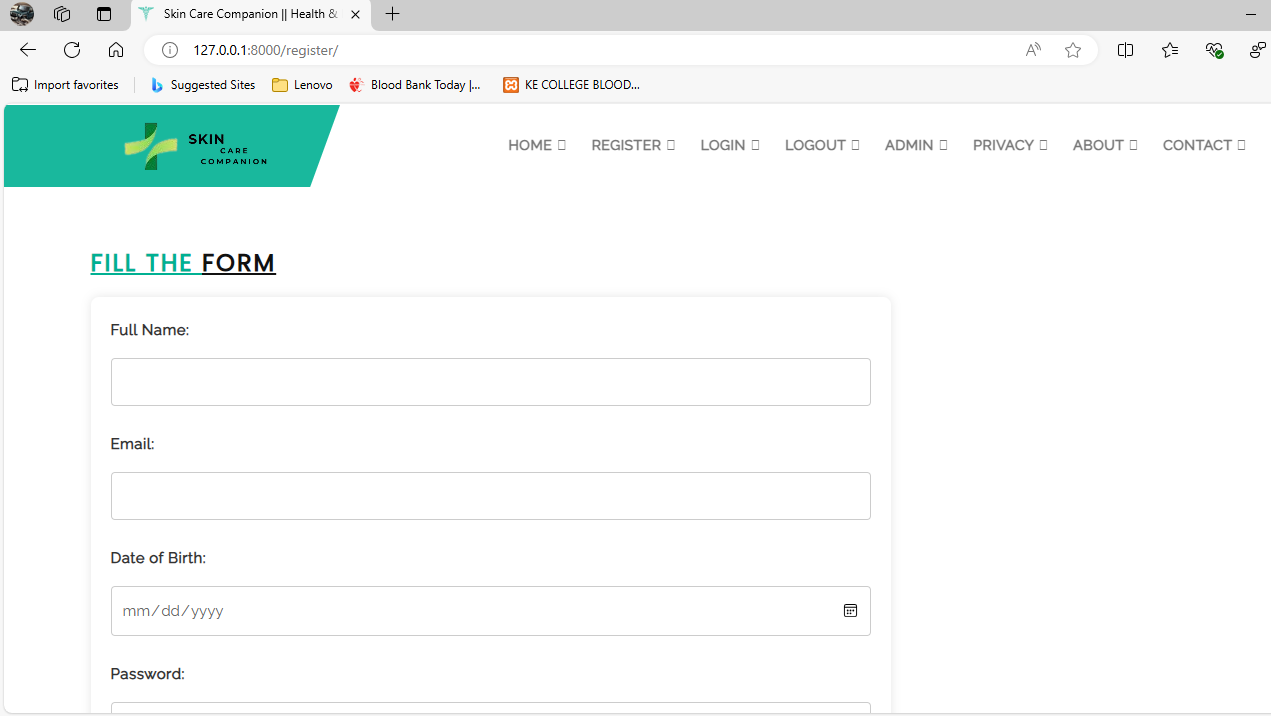 Skin Care Companion || Health &
127.0.0.1:8000/register/
Import favorites
Suggested Sites
Lenovo
Blood Bank Today |...
KE COLLEGE BLOOD...
SKIN
CARE
COMPANION
HOME REGISTER LOGIN LOGOUT ADMIN PRIVACY ABOUT CONTACT
FILL THE FORM
Full Name:
Email:
Date of Birth:
mm/dd/yyyy
Password: